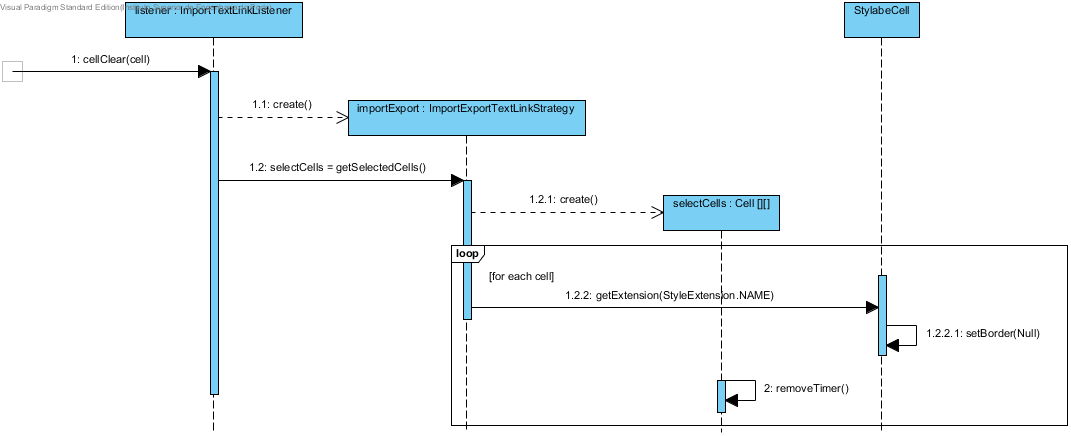 Visual Paradigm Standard Edition(
listener : ImportTextLinkListener
StylabeCell
1: cellClear(cell)
1.1: create()
importExport : ImportExportTextLinkStrategy
1.2: selectCells = getSelectedCells()
1.2.1: create()
selectCells : Cell [][]
loop
[for each cell]
1.2.2: getExtension(StyleExtension.NAME)
1.2.2.1: setBorder(Null)
2: removeTimer()